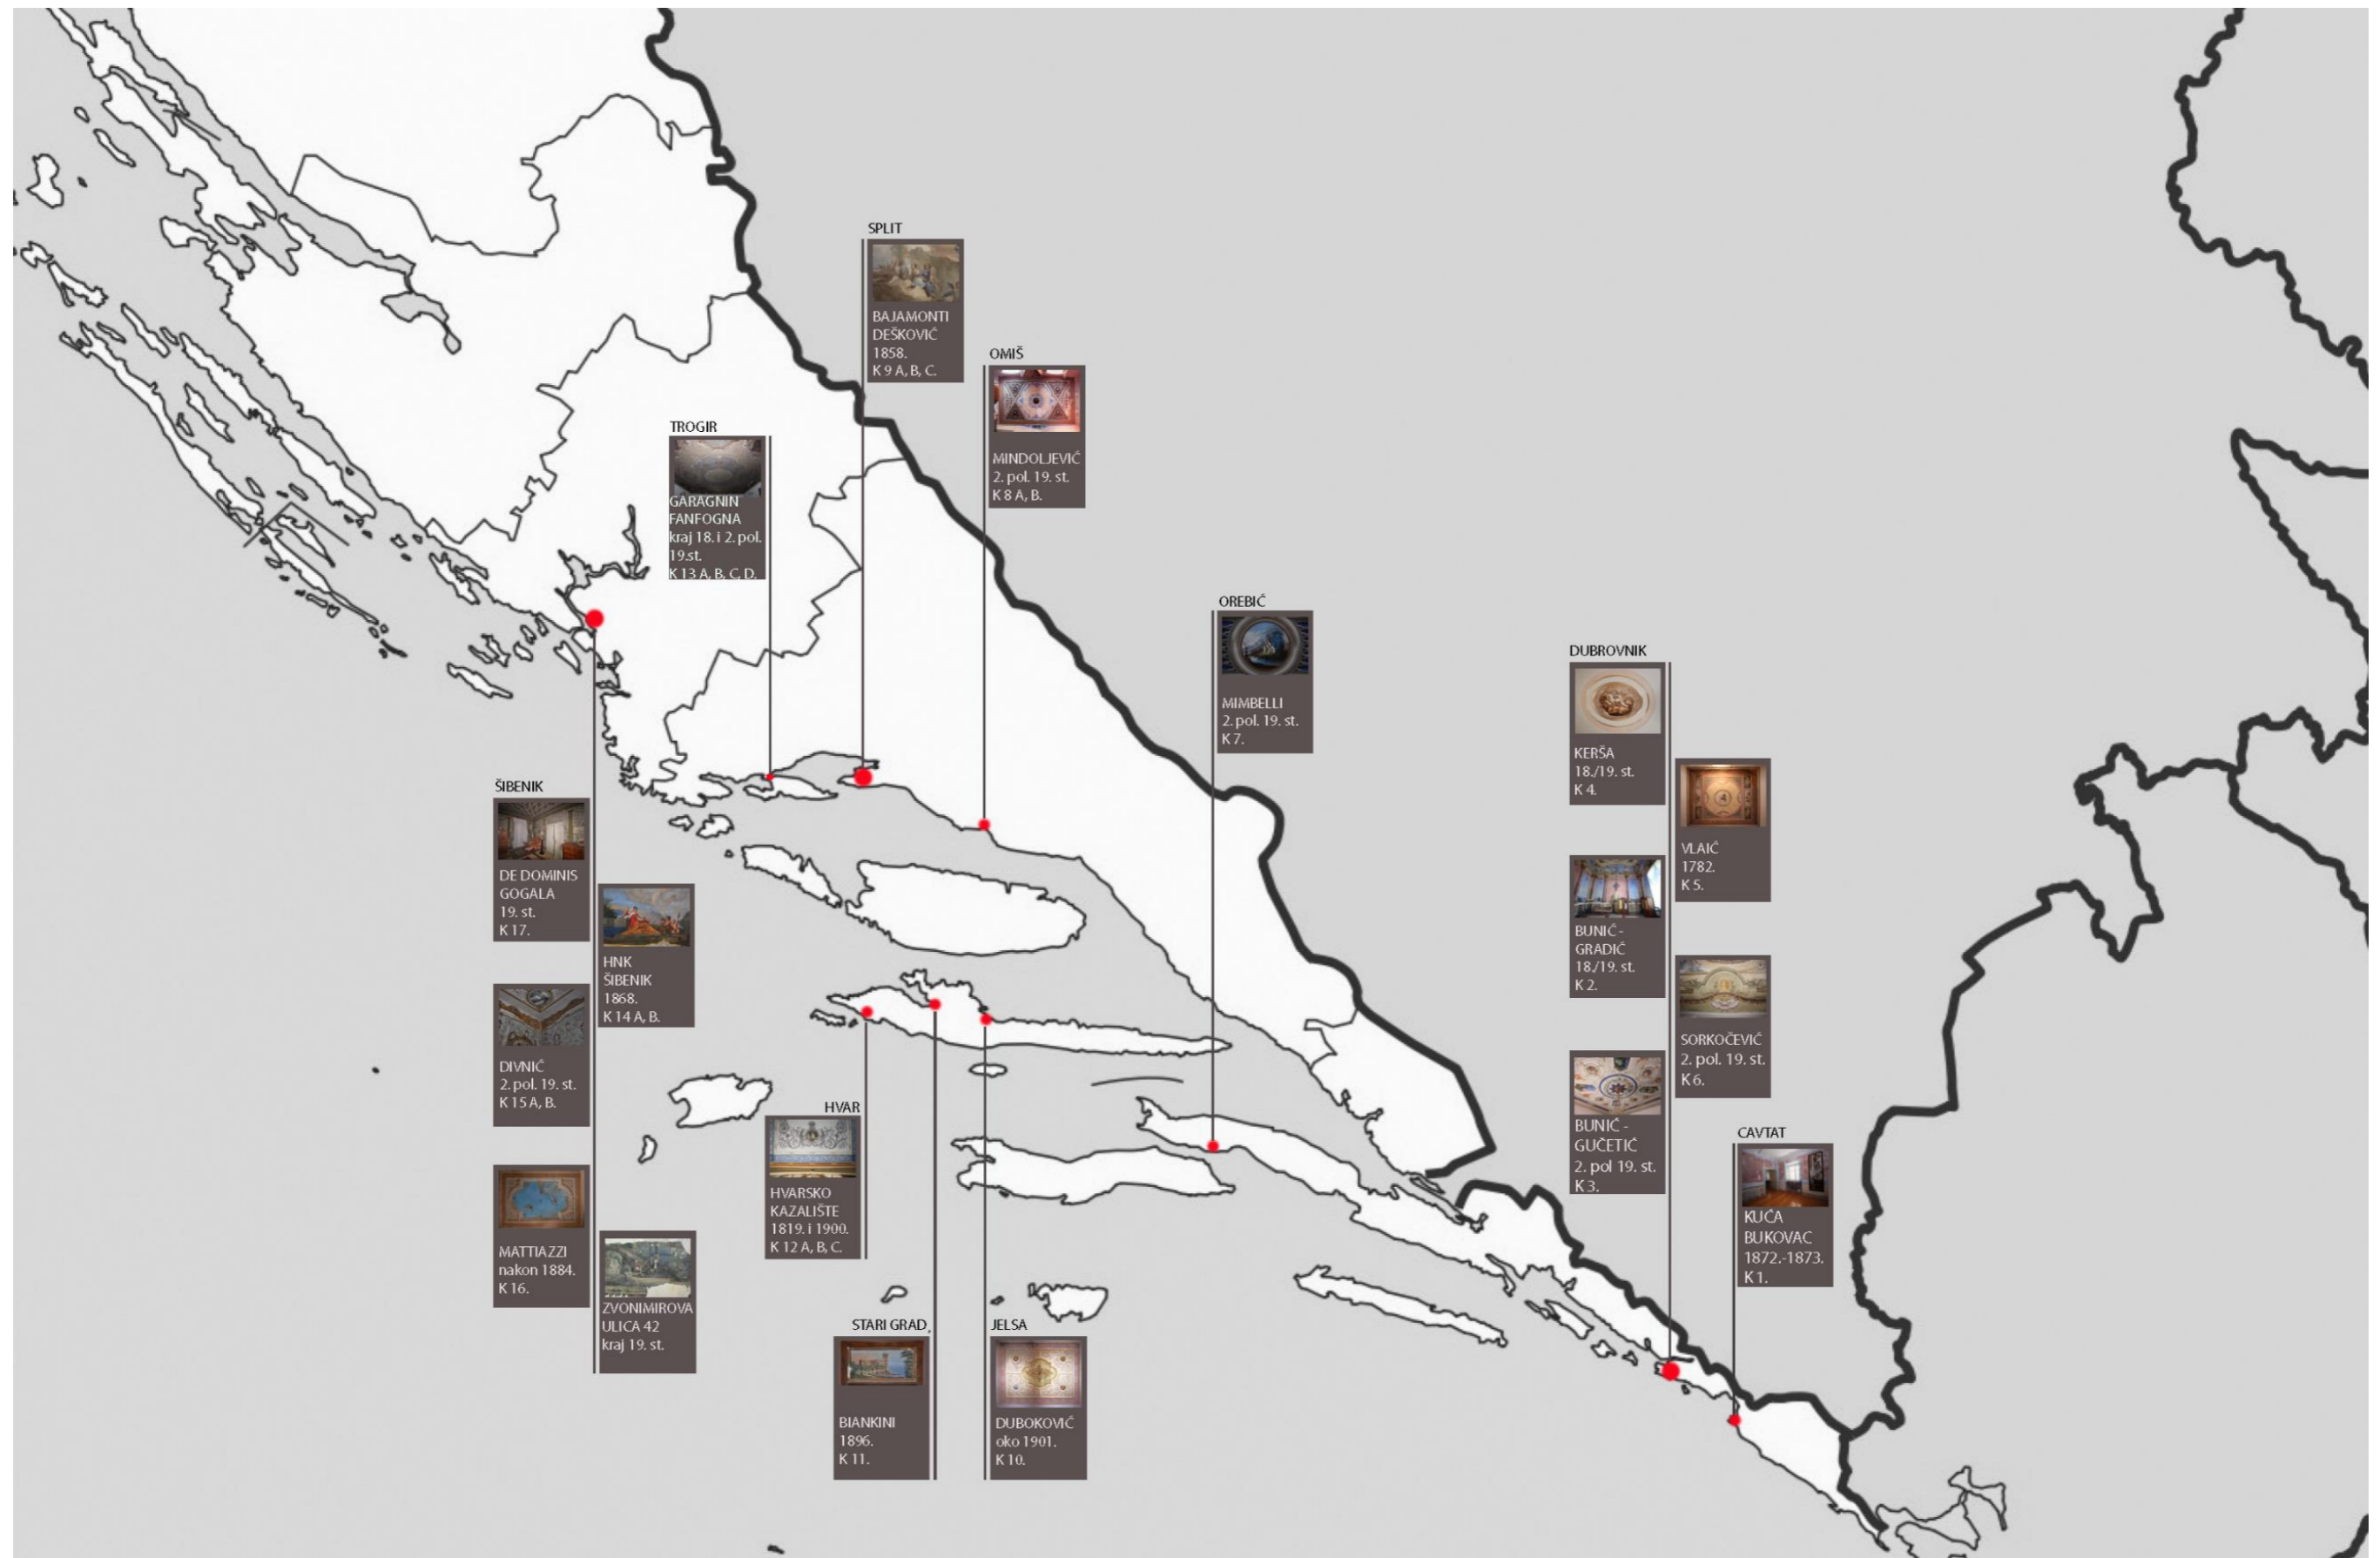 SPLIT
BAJAMONTI
DEŠKOVIĆ
1858.
K 9 A, B, C.
OMIŠ
MINDOLJEVIĆ
2. pol. 19. st.
K 8 A, B.
TROGIR
GARAGNIN
FANFOGNA
kraj 18. i 2. pol.
19.st.
K 13 A, B, C, D.
OREBIĆ
MIMBELLI
2. pol. 19. st.
K 7.
DUBROVNIK
KERŠA
18./19. st.
K 4.
VLAIĆ
1782.
K 5.
BUNIĆ -
GRADIĆ
18./19. st.
K 2.
SORKOČEVIĆ
2. pol. 19. st.
K 6.
BUNIĆ -
GUČETIĆ
2. pol 19. st.
K 3.
CAVTAT
KUĆA
BUKOVAC
1872.-1873.
K 1.
ŠIBENIK
DE DOMINIS
GOGALA
19. st.
K 17.
HNK
ŠIBENIK
1868.
K 14 A, B.
DIVNIĆ
2. pol. 19. st.
K 15 A, B.
MATTIAZZI
nakon 1884.
K 16.
ZVONIMIROVA
ULICA 42
kraj 19. st.
HVAR
HVARSKO
KAZALIŠTE
1819. i 1900.
K 12 A, B, C.
STARI GRAD
BIANKINI
1896.
K 11.
JELSA
DUBOKOVIĆ
oko 1901.
K 10.